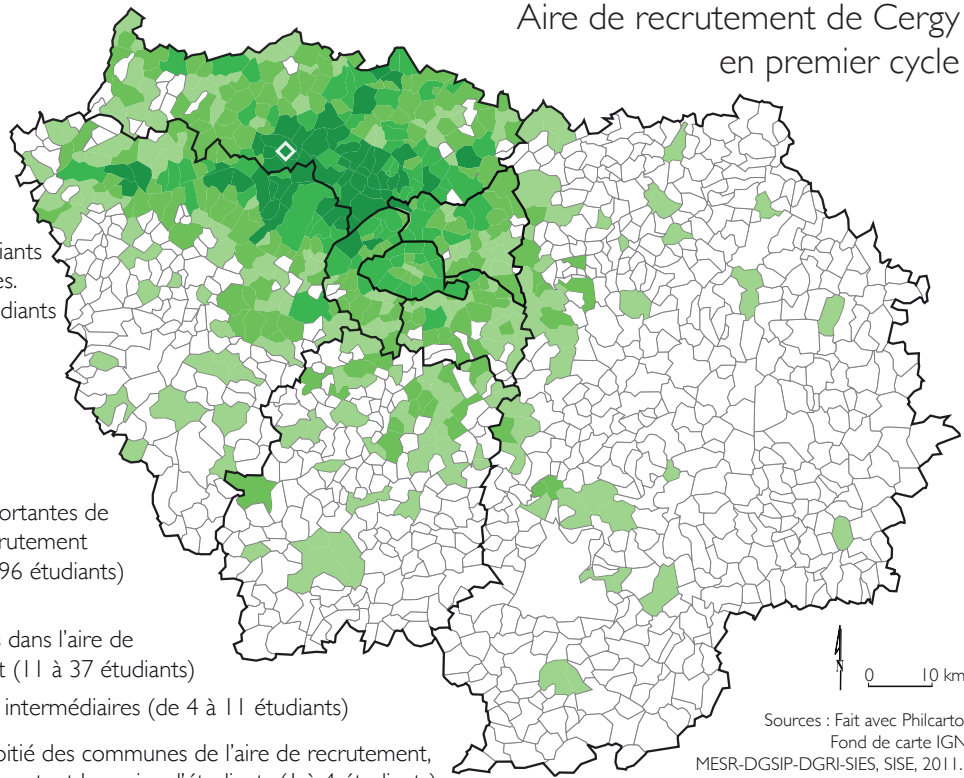 Aire de recrutement de Cergy
en premier cycle
diants
es.
udiants
portantes de
rutement
96 étudiants)
s dans l'aire de
t (11 à 37 étudiants)
intermédiaires (de 4 à 11 étudiants)
oitié des communes de l'aire de recrutement,
N
0 10 km
Sources : Fait avec Philcarto
Fond de carte IGN
MESR-DGSIP-DGRI-SIES, SISE, 2011.